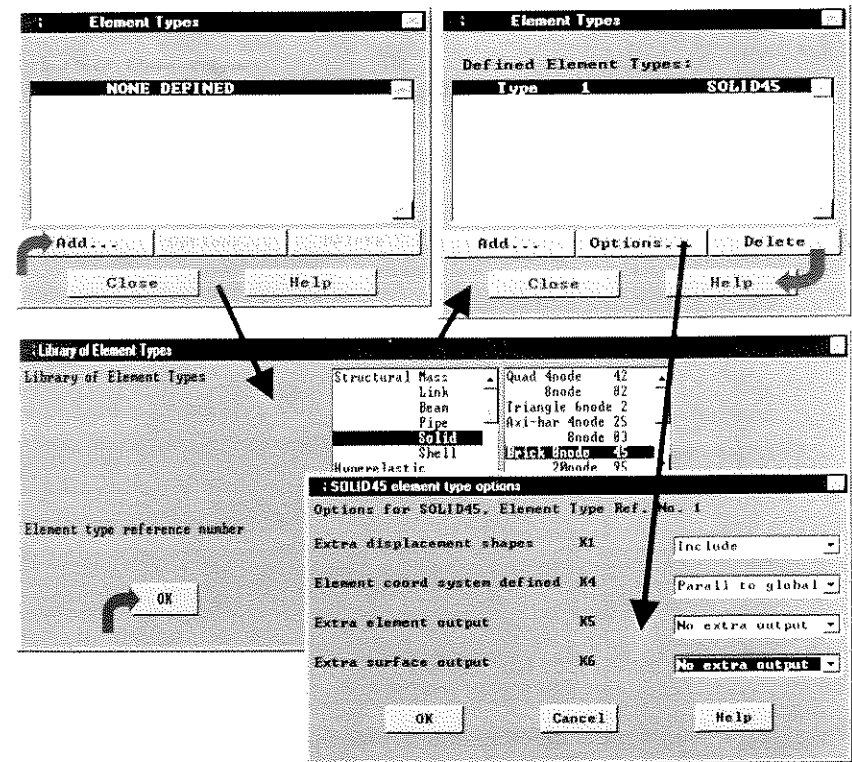 Element Types
NONE DEFINED
Add...
Close
Help
Element Types
Defined Element Types:
Type 1 SOLID45
Add...
Options...
Delete
Close
Help
Library of Element Types
Library of Element Types
Structural Mass
Link
Beam
Pipe
Solid
Shell
Hyperelastic
Quad 4node 42
8node 82
Triangle 6node 2
Axi-har 4node 25
8node 83
Brick 8node 45
20node 95
Element type reference number
OK
SOLID45 element type options
Options for SOLID45, Element Type Ref. No. 1
Extra displacement shapes K1
Include
Element coord system defined K4
Parall to global
Extra element output K5
No extra output
Extra surface output K6
No extra output
OK
Cancel
Help